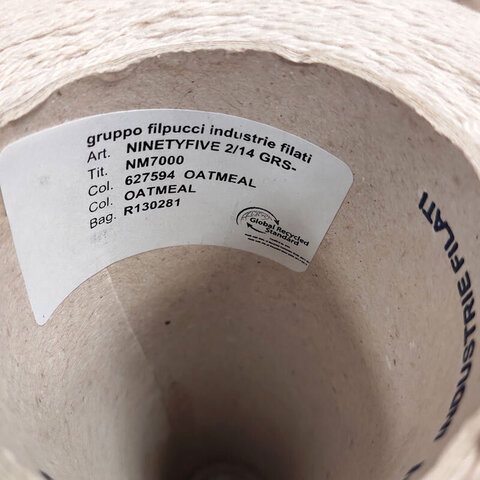 gruppo filpucci industrie filati
Art. NINETYFIVE 2/14 GRS-
Tit. NM7000
Col. 627594 OATMEAL
Col. OATMEAL
Bag. R130281
Global Recycled
Standard
INDUSTRIE FILATI